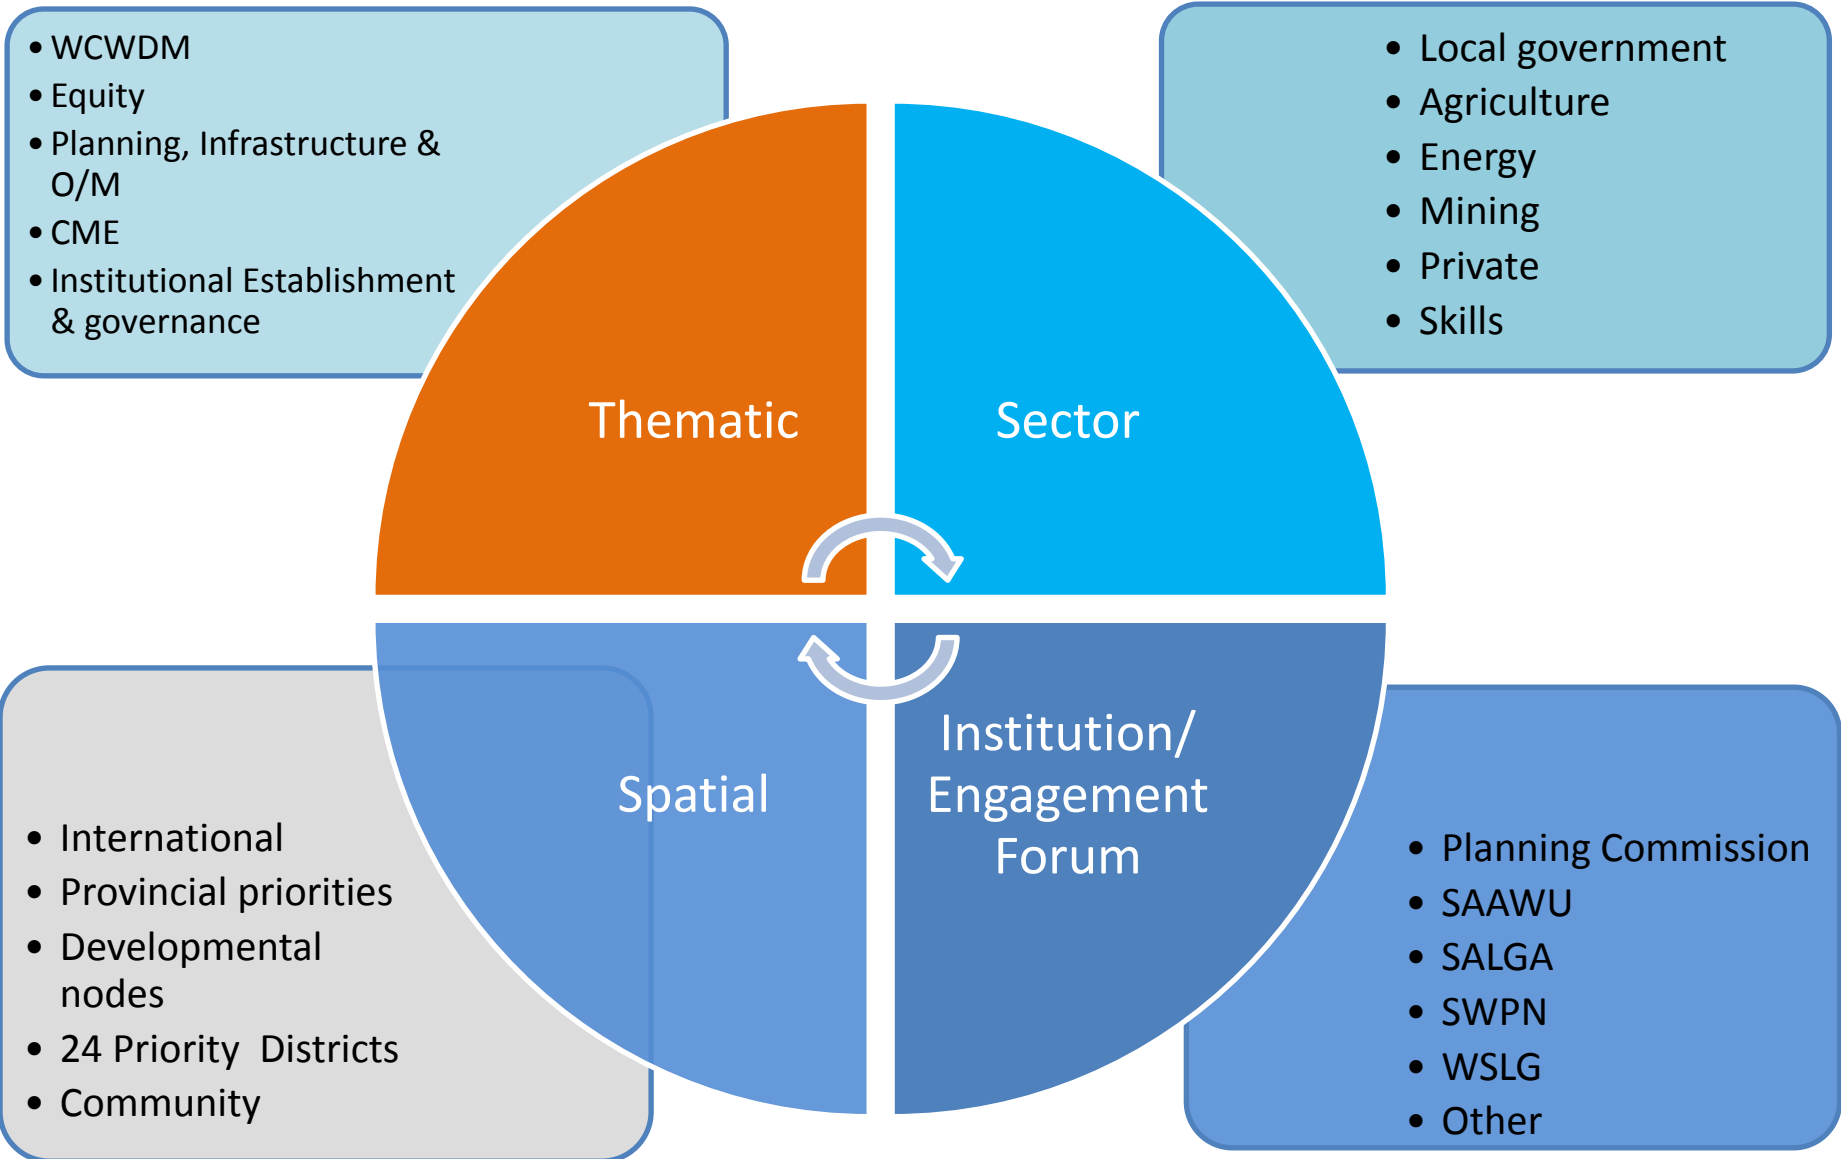 • WCWDM
• Equity
• Planning, Infrastructure &
O/M
• CME
• Institutional Establishment
& governance
• Local government
• Agriculture
• Energy
• Mining
• Private
• Skills
Thematic
Sector
Spatial
Institution/
Engagement
Forum
• International
• Provincial priorities
• Developmental
nodes
• 24 Priority  Districts
• Community
• Planning Commission
• SAAWU
• SALGA
• SWPN
• WSLG
• Other